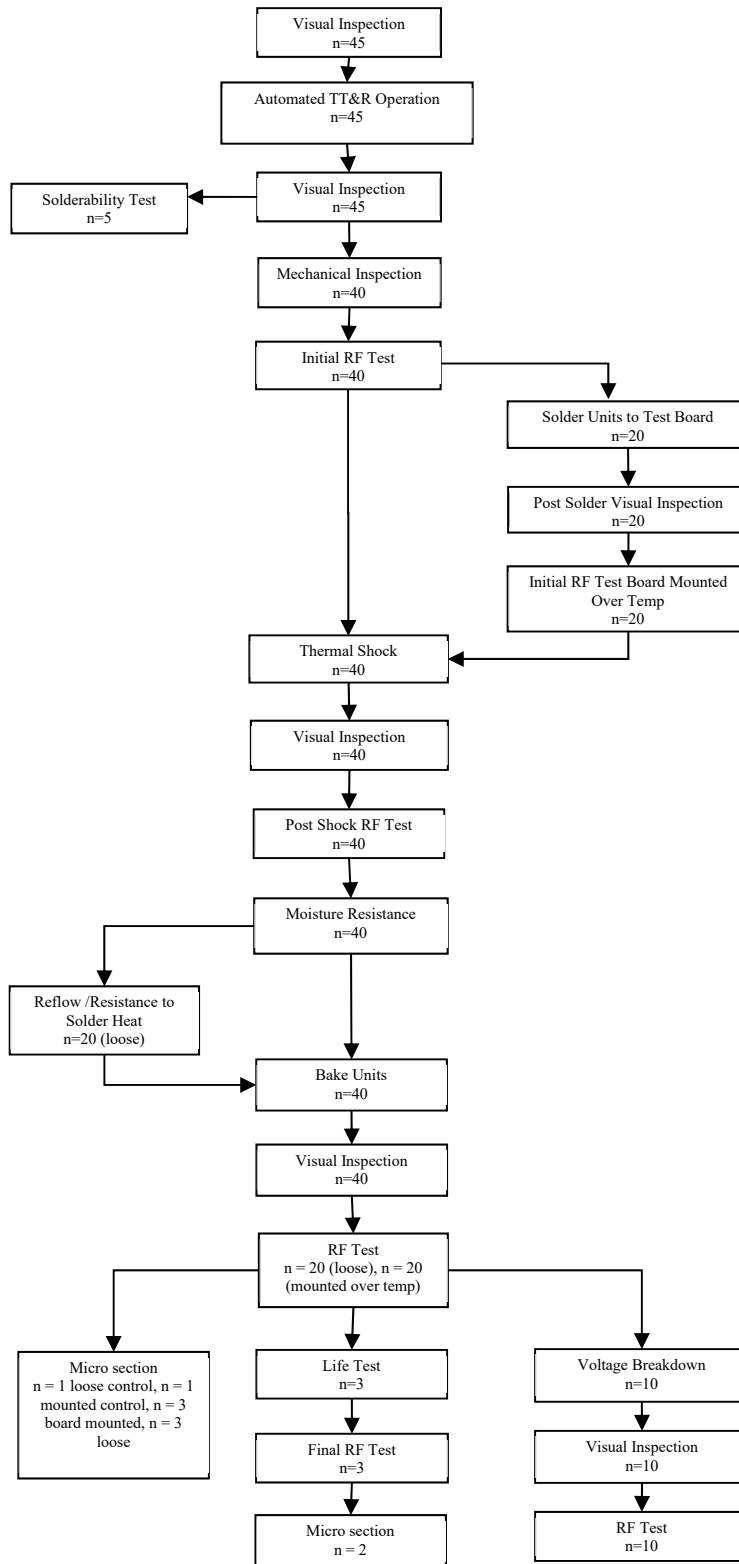 Visual Inspection
n=45
Automated TT&R Operation
n=45
Visual Inspection
n=45
Solderability Test
n=5
Mechanical Inspection
n=40
Initial RF Test
n=40
Solder Units to Test Board
n=20
Post Solder Visual Inspection
n=20
Initial RF Test Board Mounted
Over Temp
n=20
Thermal Shock
n=40
Visual Inspection
n=40
Post Shock RF Test
n=40
Moisture Resistance
n=40
Reflow /Resistance to
Solder Heat
n=20 (loose)
Bake Units
n=40
Visual Inspection
n=40
RF Test
n = 20 (loose), n = 20
(mounted over temp)
Micro section
n = 1 loose control, n = 1
mounted control, n = 3
board mounted, n = 3
loose
Life Test
n=3
Voltage Breakdown
n=10
Final RF Test
n=3
Visual Inspection
n=10
Micro section
n = 2
RF Test
n=10